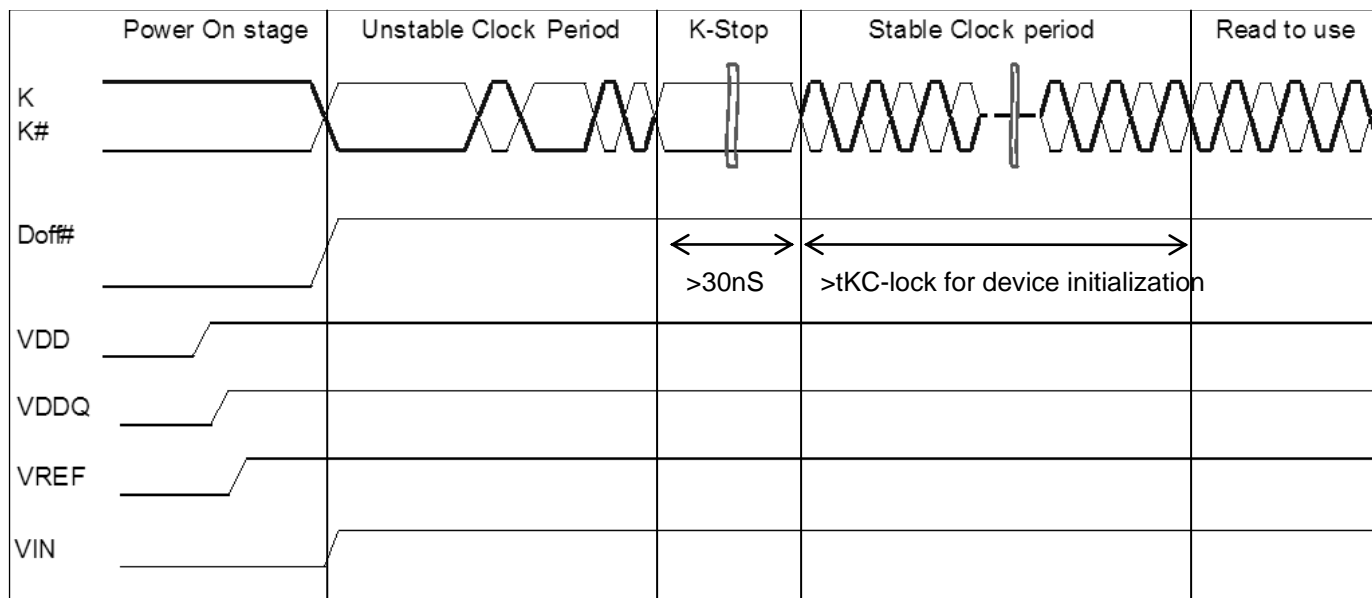 Power On stage
Unstable Clock Period
K-Stop
Stable Clock period
Read to use
K
K#
Doff#
>30nS
>tKC-lock for device initialization
VDD
VDDQ
VREF
VIN